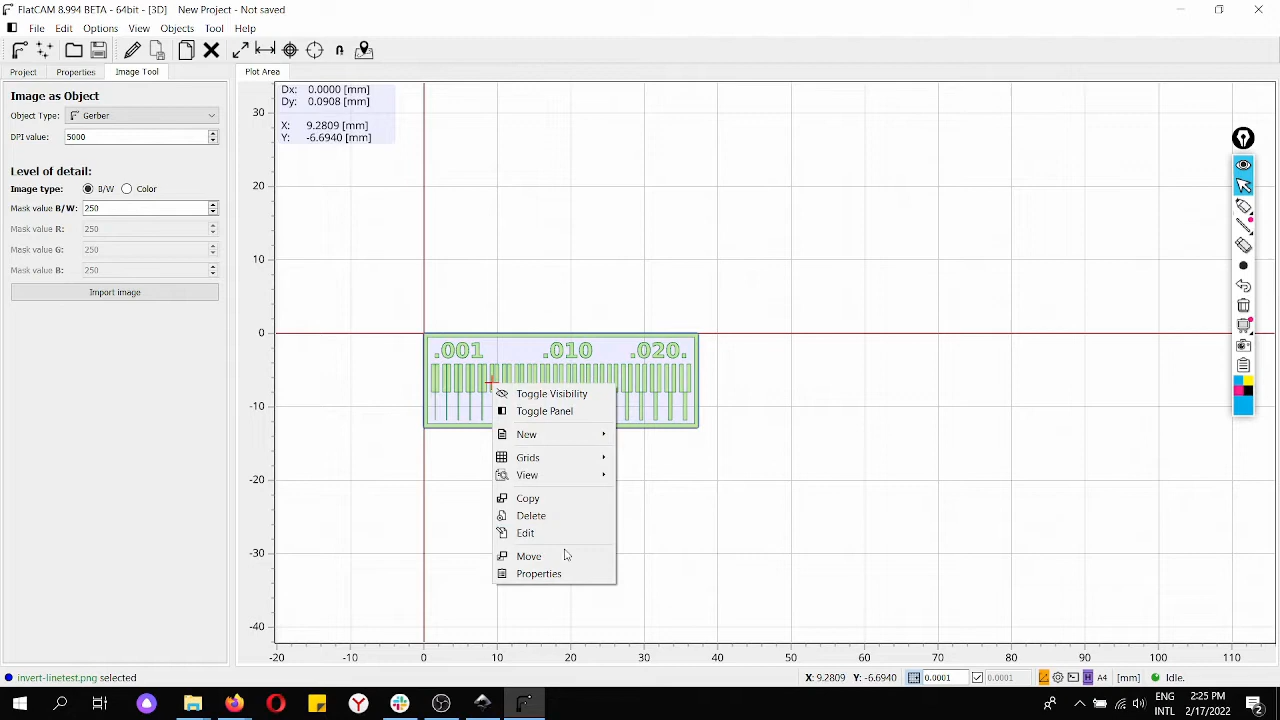 FlatCAM 8.994 BETA - 64bit - [3D] New Project - Not saved
File Edit Options View Objects Tool Help
Project Properties Image Tool Plot Area
Image as Object
Object Type: Gerber
DPI value: 5000
Level of detail:
Image type: B/W Color
Mask value B/W: 250
Mask value R: 250
Mask value G: 250
Mask value B: 250
Import image
Dx: 0.0000 [mm]
Dy: 0.0908 [mm]
X: 9.2809 [mm]
Y: -6.6940 [mm]
30
20
10
0
-10
-20
-30
-40
.001 .010 .020.
Toggle Visibility
Toggle Panel
New
Grids
View
Copy
Delete
Edit
Move
Properties
-20 -10 0 10 20 30 40 50 60 70 80 90 100 110
invert-linetest.png selected
X: 9.2809 Y: -6.6940 0.0001 0.0001 A4 H [mm] Idle.
ENG
INTL
2:25 PM
2/17/2022
2